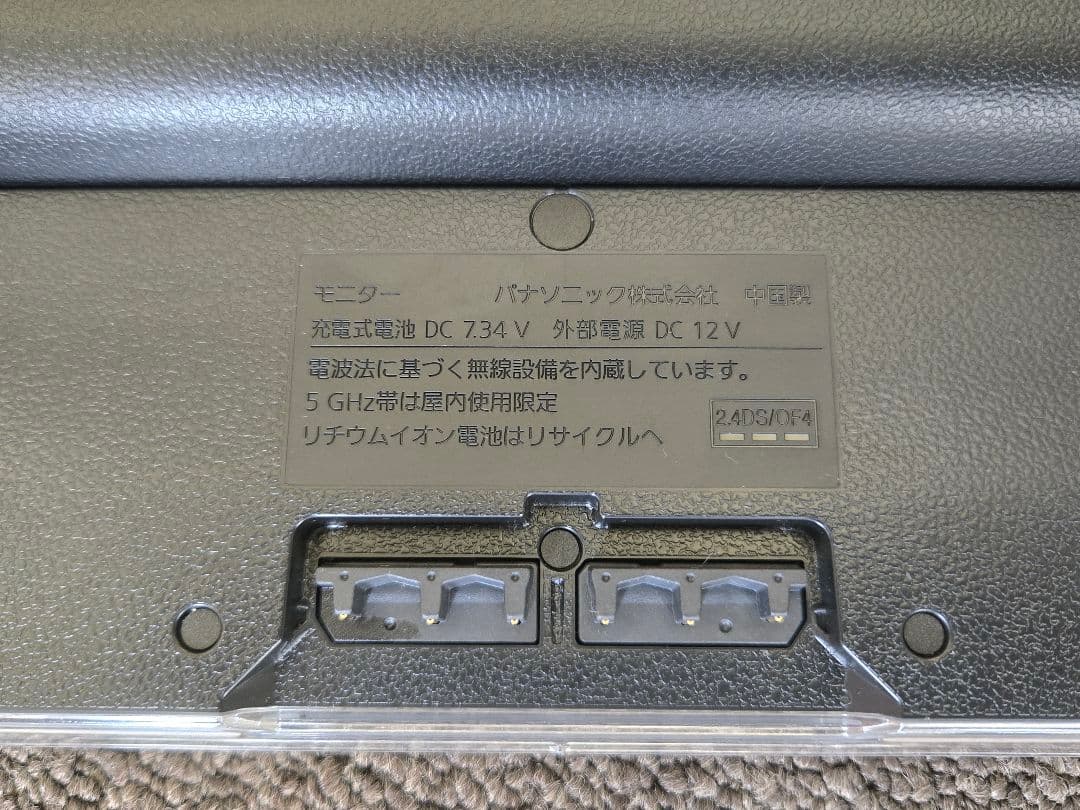 モニター パナソニック株式会社 中国製
充電式電池 DC 7.34 V 外部電源 DC 12 V
電波法に基づく無線設備を内蔵しています。
5 GHz帯は屋内使用限定
リチウムイオン電池はリサイクルへ
2.4DS/OF4